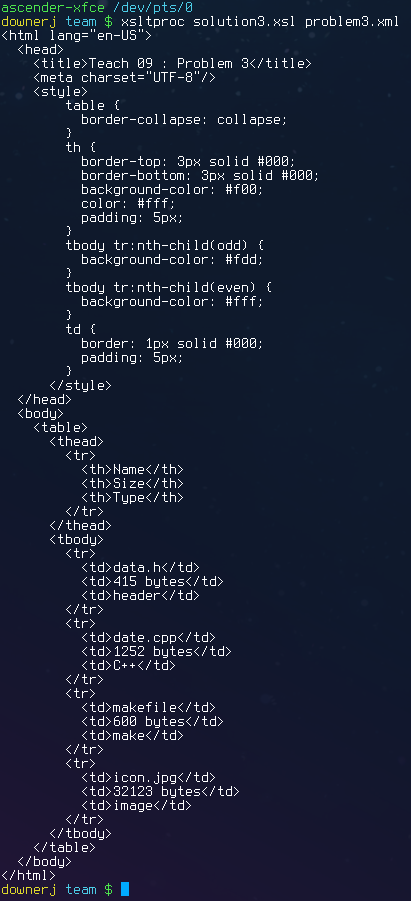 ascender-xfce /dev/pts/0
downerj team $ xsltproc solution3.xsl problem3.xml
<html lang="en-US">
  <head>
    <title>Teach 09 : Problem 3</title>
    <meta charset="UTF-8"/>
    <style>
        table {
          border-collapse: collapse;
        }
        th {
          border-top: 3px solid #000;
          border-bottom: 3px solid #000;
          background-color: #f00;
          color: #fff;
          padding: 5px;
        }
        tbody tr:nth-child(odd) {
          background-color: #fdd;
        }
        tbody tr:nth-child(even) {
          background-color: #fff;
        }
        td {
          border: 1px solid #000;
          padding: 5px;
        }
      </style>
  </head>
  <body>
    <table>
      <thead>
        <tr>
          <th>Name</th>
          <th>Size</th>
          <th>Type</th>
        </tr>
      </thead>
      <tbody>
        <tr>
          <td>data.h</td>
          <td>415 bytes</td>
          <td>header</td>
        </tr>
        <tr>
          <td>date.cpp</td>
          <td>1252 bytes</td>
          <td>C++</td>
        </tr>
        <tr>
          <td>makefile</td>
          <td>600 bytes</td>
          <td>make</td>
        </tr>
        <tr>
          <td>icon.jpg</td>
          <td>32123 bytes</td>
          <td>image</td>
        </tr>
      </tbody>
    </table>
  </body>
</html>
downerj team $